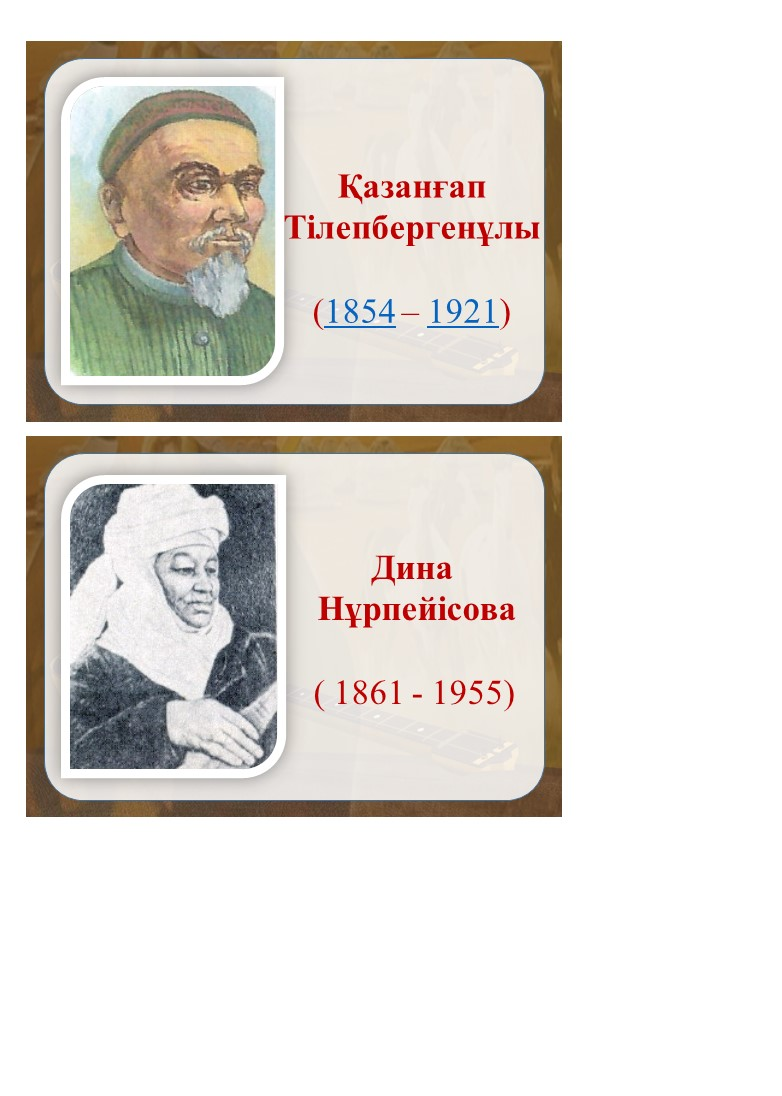 Қазанғап
Тілепбергенұлы
(1854 – 1921)
Дина
Нұрпейісова
( 1861 - 1955)